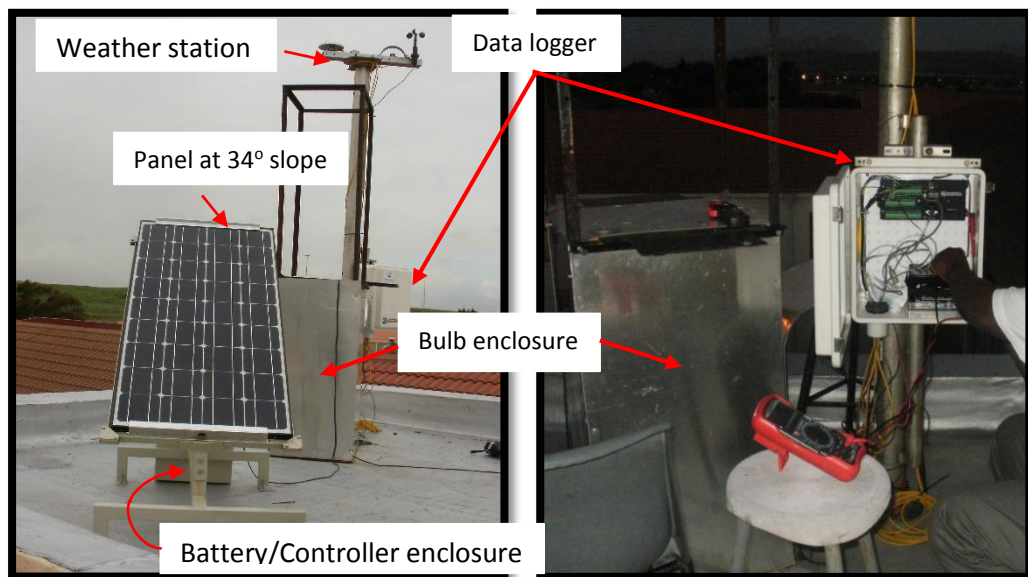 Weather station
Data logger
Panel at 34° slope
Bulb enclosure
Battery/Controller enclosure